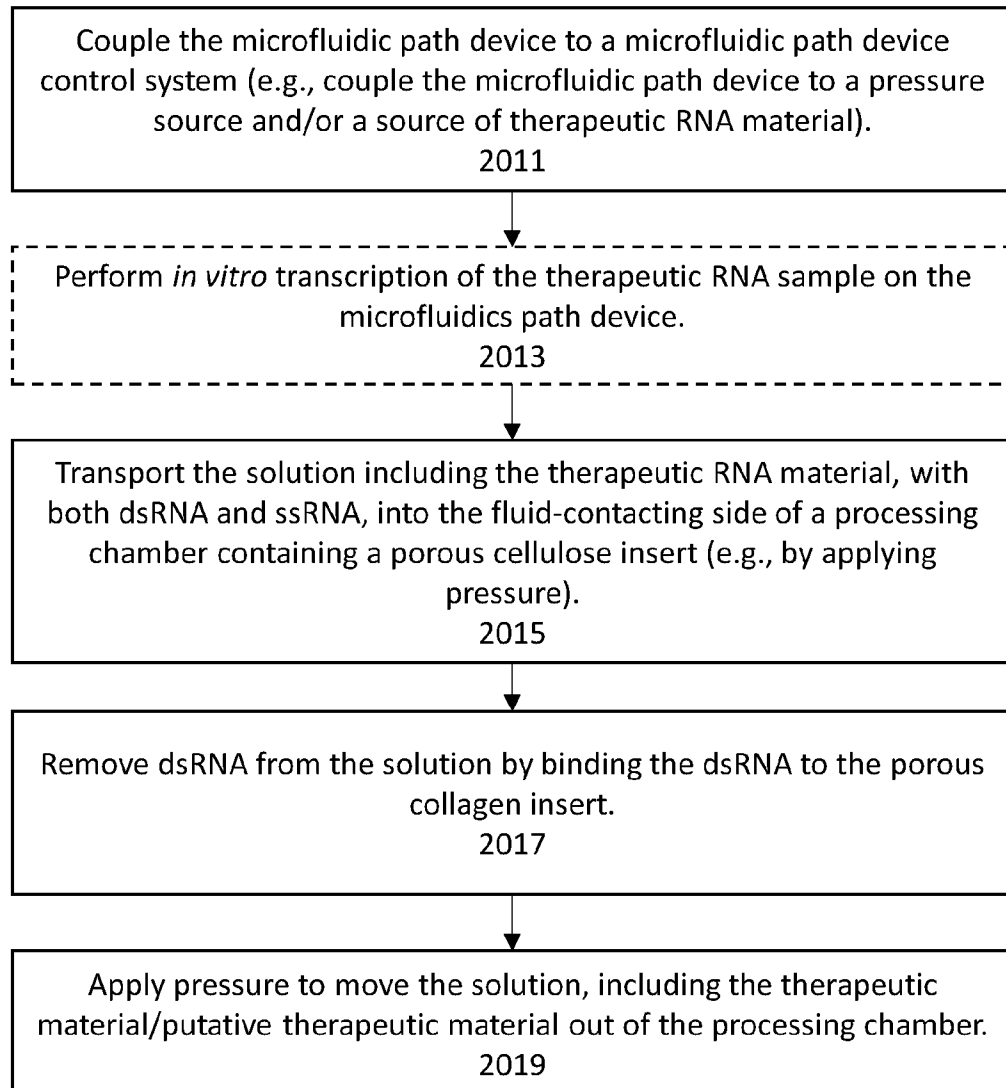 Couple the microfluidic path device to a microfluidic path device
control system (e.g., couple the microfluidic path device to a pressure
source and/or a source of therapeutic RNA material).
2011
Perform in vitro transcription of the therapeutic RNA sample on the
microfluidics path device.
2013
Transport the solution including the therapeutic RNA material, with
both dsRNA and ssRNA, into the fluid-contacting side of a processing
chamber containing a porous cellulose insert (e.g., by applying
pressure).
2015
Remove dsRNA from the solution by binding the dsRNA to the porous
collagen insert.
2017
Apply pressure to move the solution, including the therapeutic
material/putative therapeutic material out of the processing chamber.
2019